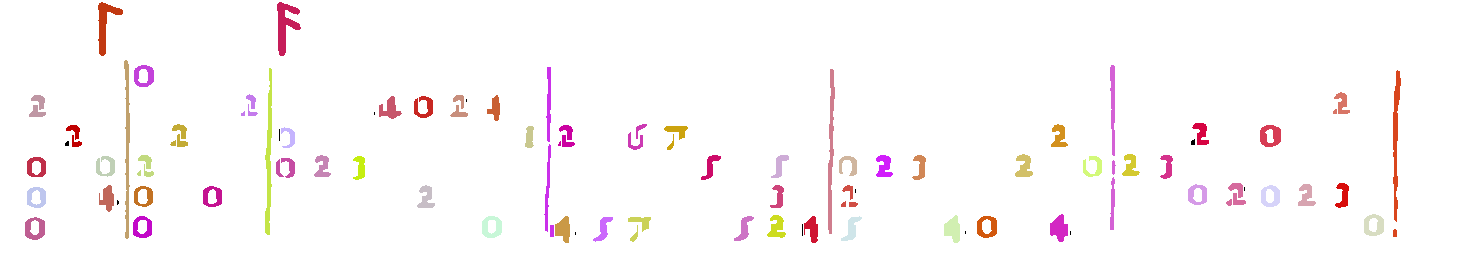 0
2 2 4 0 2 4 2
2 2 0 1 2 5 7 2 2 0
0 0 2 0 2 3 5 5 0 2 3 2 0 2 3
0 4 0 0 2 3 2 0 2 0 2 3
0 0 0 4 5 7 5 2 4 5 4 0 4 0